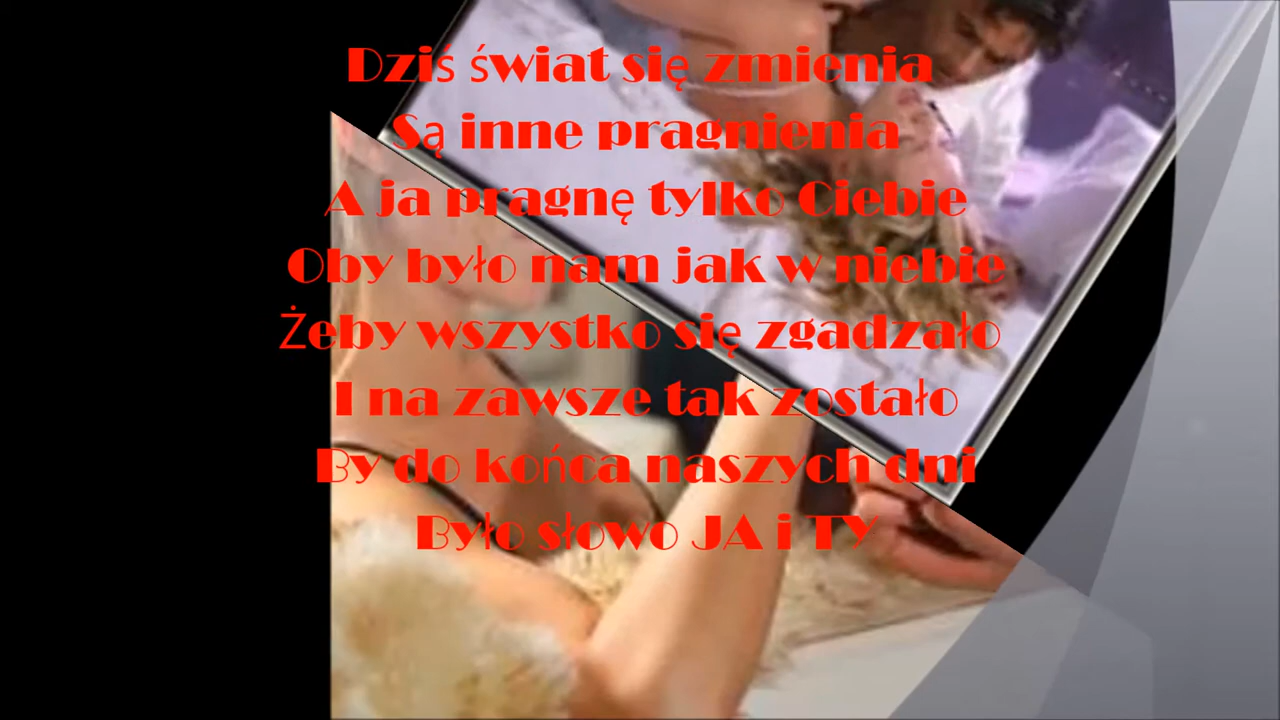 Dziś świat się zmienia
Są inne pragnienia
A ja pragnę tylko Ciebie
Oby było nam jak w niebie
Żeby wszystko się zgadzało
I na zawsze tak zostało
By do końca naszych dni
Było słowo JA i TY